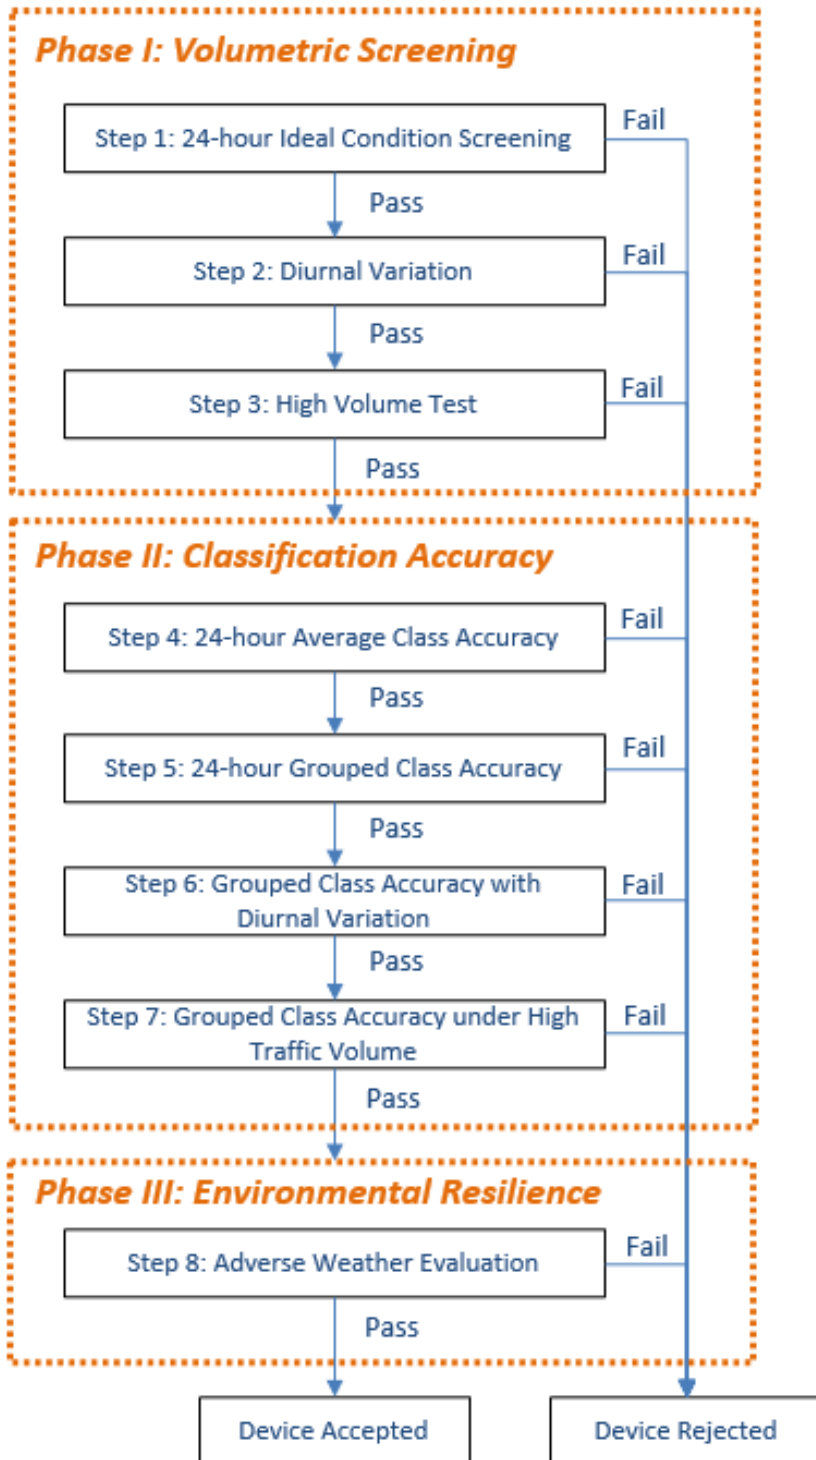 Phase I: Volumetric Screening
Step 1: 24-hour Ideal Condition Screening
Fail
Pass
Step 2: Diurnal Variation
Fail
Pass
Step 3: High Volume Test
Fail
Pass
Phase II: Classification Accuracy
Step 4: 24-hour Average Class Accuracy
Fail
Pass
Step 5: 24-hour Grouped Class Accuracy
Fail
Pass
Step 6: Grouped Class Accuracy with
Diurnal Variation
Fail
Pass
Step 7: Grouped Class Accuracy under High
Traffic Volume
Fail
Pass
Phase III: Environmental Resilience
Step 8: Adverse Weather Evaluation
Fail
Pass
Device Accepted
Device Rejected